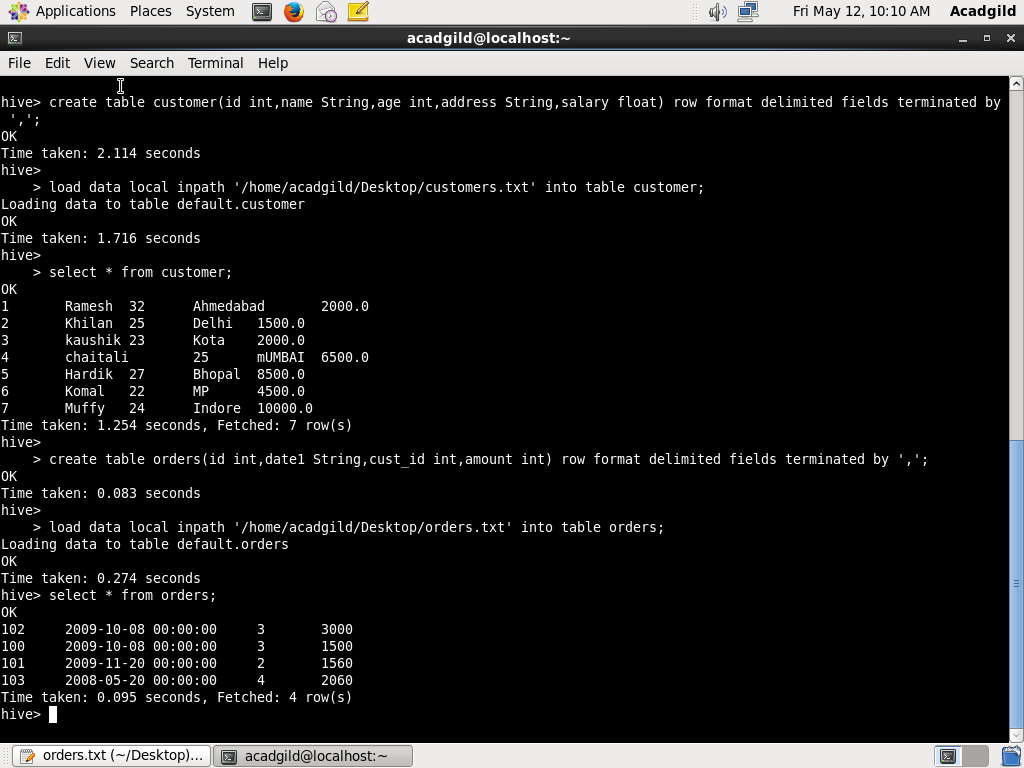 Applications Places System Fri May 12, 10:10 AM Acadgild
acadgild@localhost:~
File Edit View Search Terminal Help
hive> create table customer(id int,name String,age int,address String,salary float) row format delimited fields terminated by
',';
OK
Time taken: 2.114 seconds
hive>
    > load data local inpath '/home/acadgild/Desktop/customers.txt' into table customer;
Loading data to table default.customer
OK
Time taken: 1.716 seconds
hive>
    > select * from customer;
OK
1       Ramesh  32      Ahmedabad       2000.0
2       Khilan  25      Delhi   1500.0
3       kaushik 23      Kota    2000.0
4       chaitali        25      mUMBAI  6500.0
5       Hardik  27      Bhopal  8500.0
6       Komal   22      MP      4500.0
7       Muffy   24      Indore  10000.0
Time taken: 1.254 seconds, Fetched: 7 row(s)
hive>
    > create table orders(id int,date1 String,cust_id int,amount int) row format delimited fields terminated by ',';
OK
Time taken: 0.083 seconds
hive>
    > load data local inpath '/home/acadgild/Desktop/orders.txt' into table orders;
Loading data to table default.orders
OK
Time taken: 0.274 seconds
hive> select * from orders;
OK
102     2009-10-08 00:00:00     3       3000
100     2009-10-08 00:00:00     3       1500
101     2009-11-20 00:00:00     2       1560
103     2008-05-20 00:00:00     4       2060
Time taken: 0.095 seconds, Fetched: 4 row(s)
hive>
orders.txt (~/Desktop)... acadgild@localhost:~